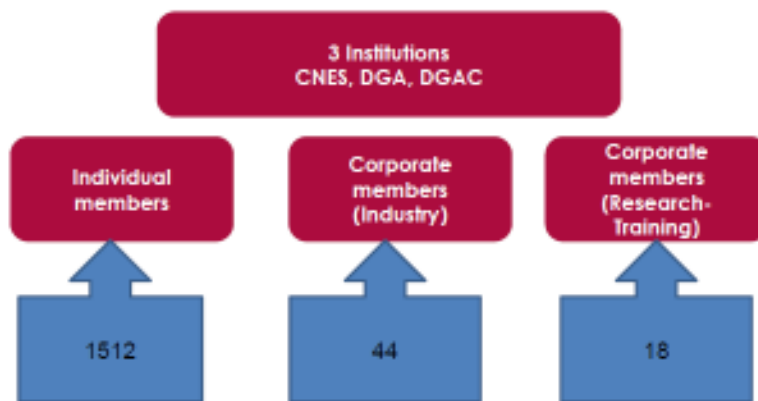 3 Institutions
CNES, DGA, DGAC
Individual
members
Corporate
members
(Industry)
Corporate
members
(Research-
Training)
1512
44
18